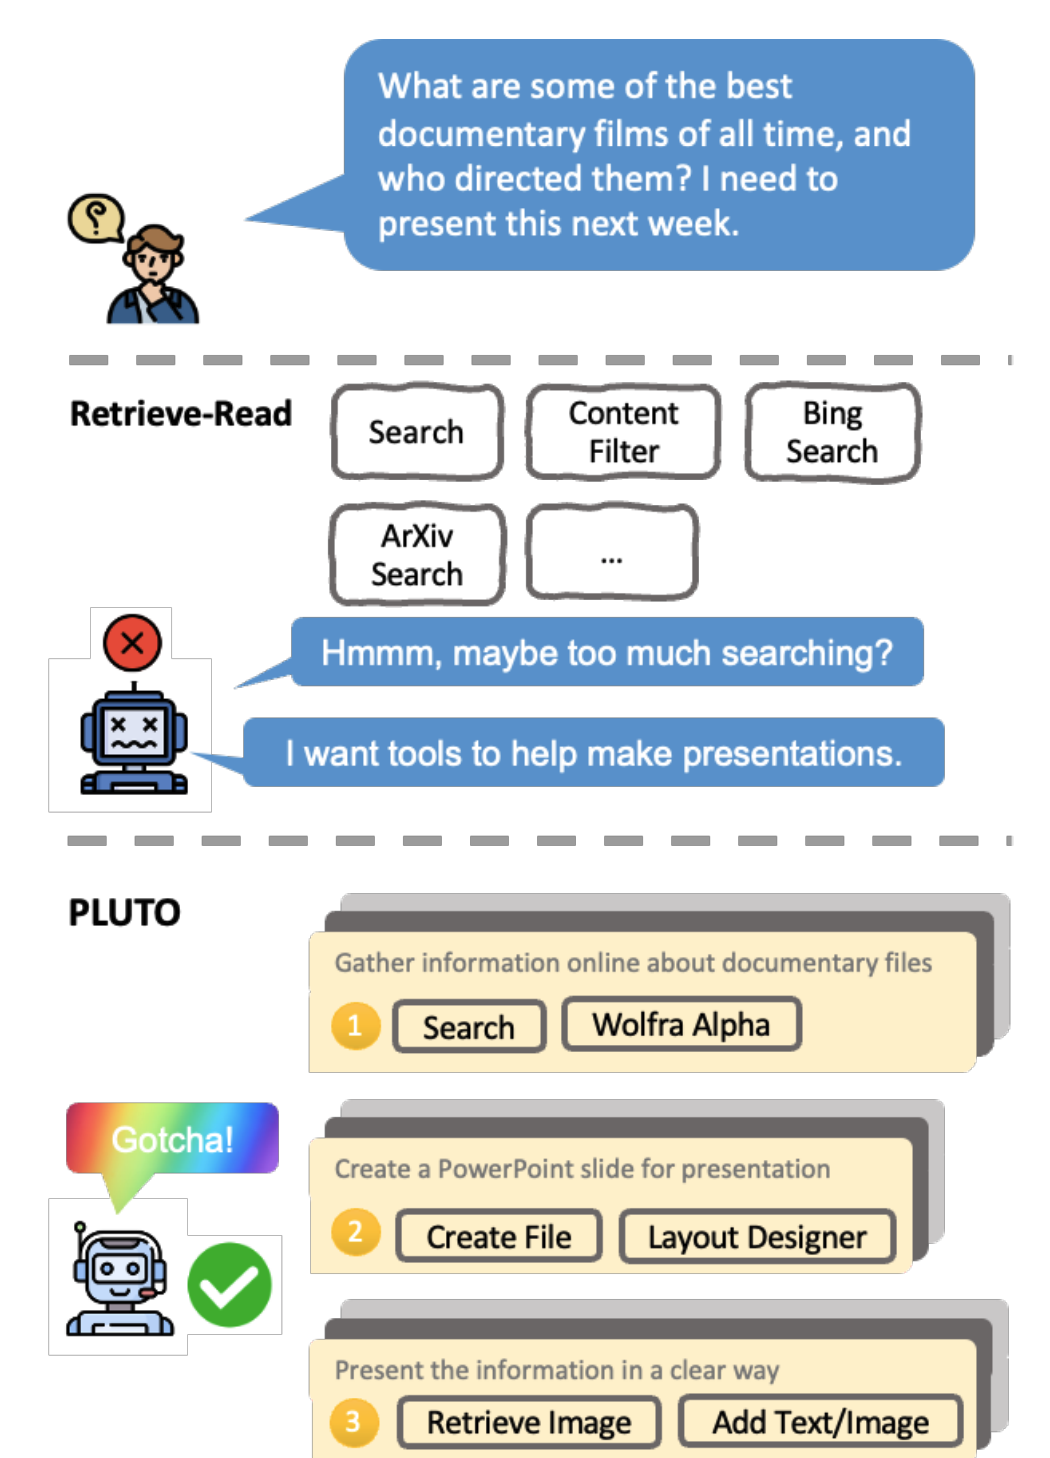 What are some of the best
documentary films of all time, and
who directed them? I need to
present this next week.
Retrieve-Read
Search
Content
Filter
Bing
Search
ArXiv
Search
...
Hmmm, maybe too much searching?
I want tools to help make presentations.
PLUTO
Gather information online about documentary files
1 Search Wolfra Alpha
Gotcha!
Create a PowerPoint slide for presentation
2 Create File Layout Designer
Present the information in a clear way
3 Retrieve Image Add Text/Image